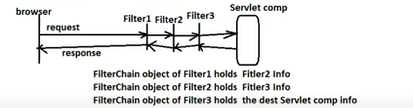 browser
Servlet comp
Filter1 Filter2 Filter3
request
response
FilterChain object of Filter1 holds Fitler2 Info
FilterChain object of Filter2 holds Fitler3 Info
FilterChain object of Filter3 holds the dest Servlet comp info